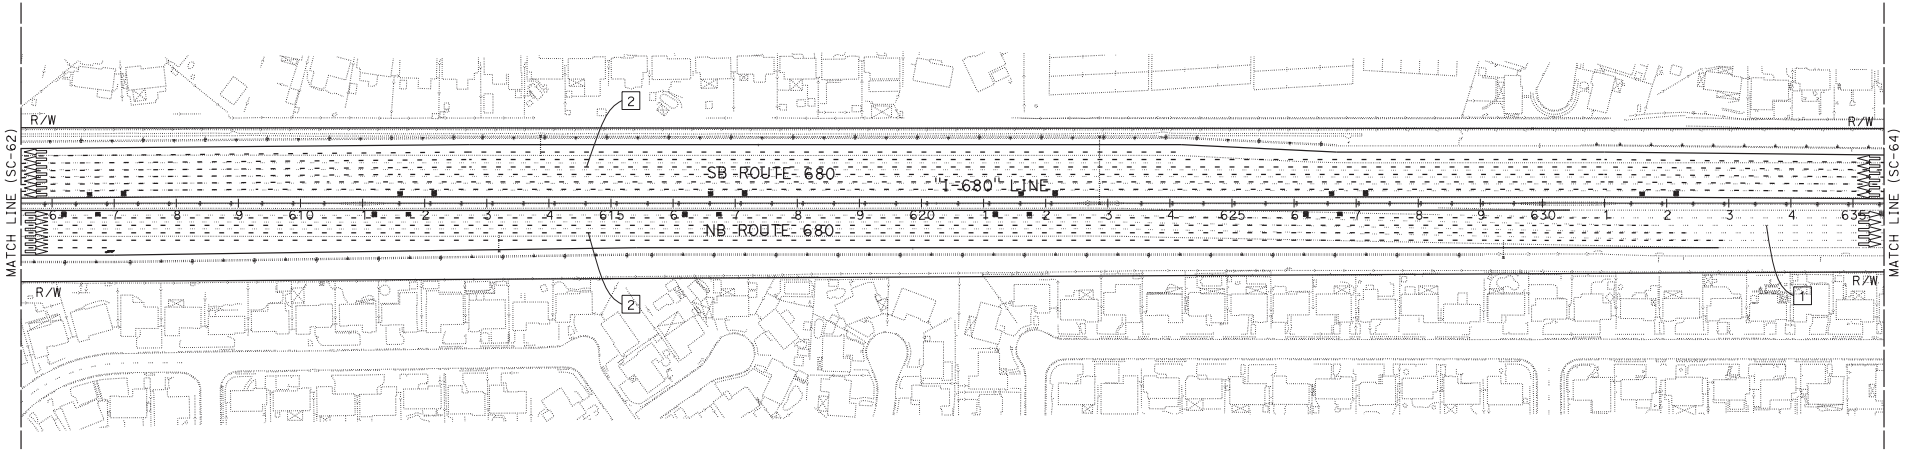 R/W
2
R/W
MATCH LINE (SC-62)
MATCH LINE (SC-64)
SB ROUTE 680
"I-680" LINE
6 7 8 9 610 1 2 3 4 615 6 7 8 9 620 1 2 3 4 625 6 7 8 9 630 1 2 3 4 635
NB ROUTE 680
R/W
2
R/W
1